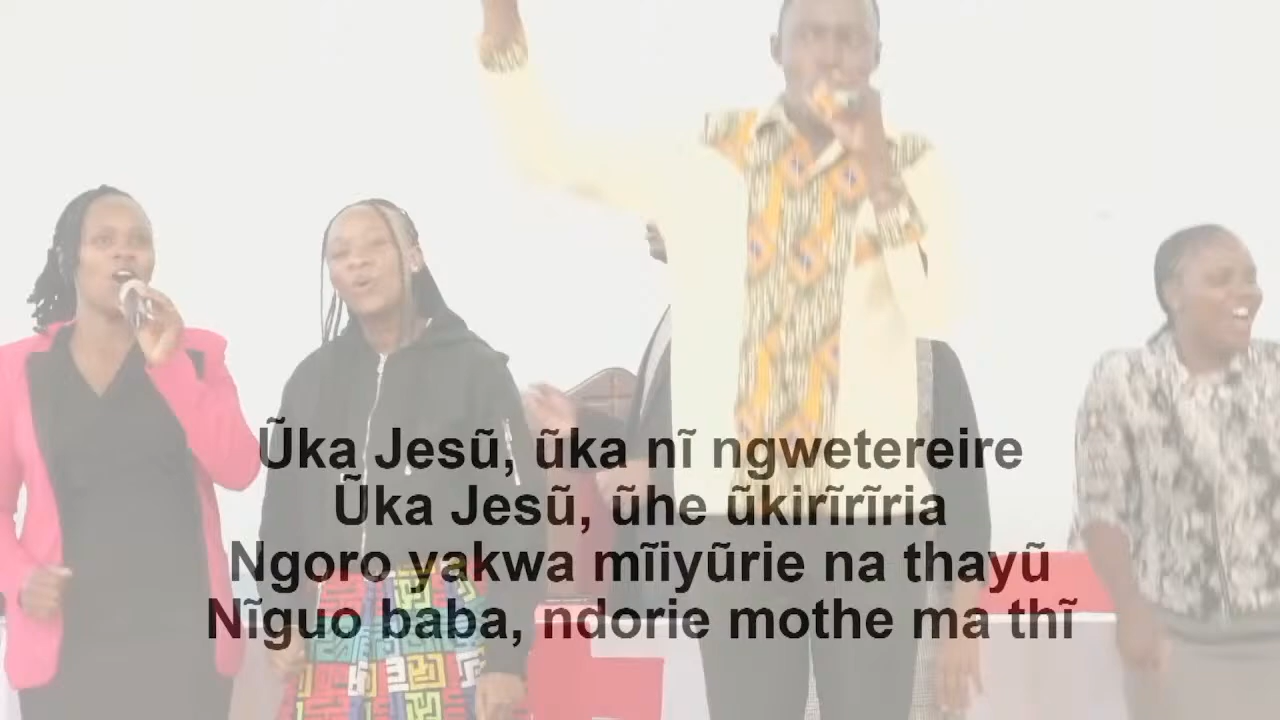 Ũka Jesũ, ũka nĩ ngwetereire
Ũka Jesũ, ũhe ũkirĩrĩria
Ngoro yakwa mĩiyũrie na thayũ
Nĩguo baba, ndorie mothe ma thĩ